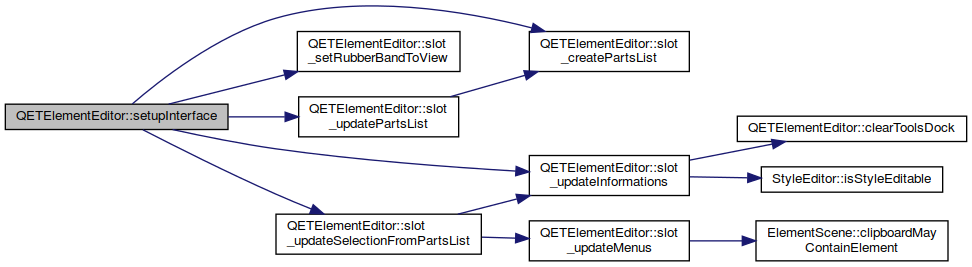 QETElementEditor::setupInterface
QETElementEditor::slot
_setRubberBandToView
QETElementEditor::slot
_createPartsList
QETElementEditor::slot
_updatePartsList
QETElementEditor::slot
_updateInformations
QETElementEditor::clearToolsDock
StyleEditor::isStyleEditable
QETElementEditor::slot
_updateSelectionFromPartsList
QETElementEditor::slot
_updateMenus
ElementScene::clipboardMay
ContainElement